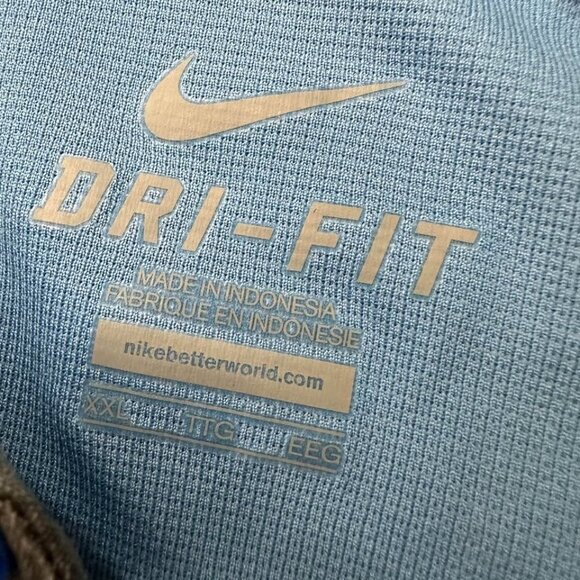 DRI-FIT
MADE IN INDONESIA
FABRIQUE EN INDONESIE
nikebetterworld.com
XXL TTG EEG